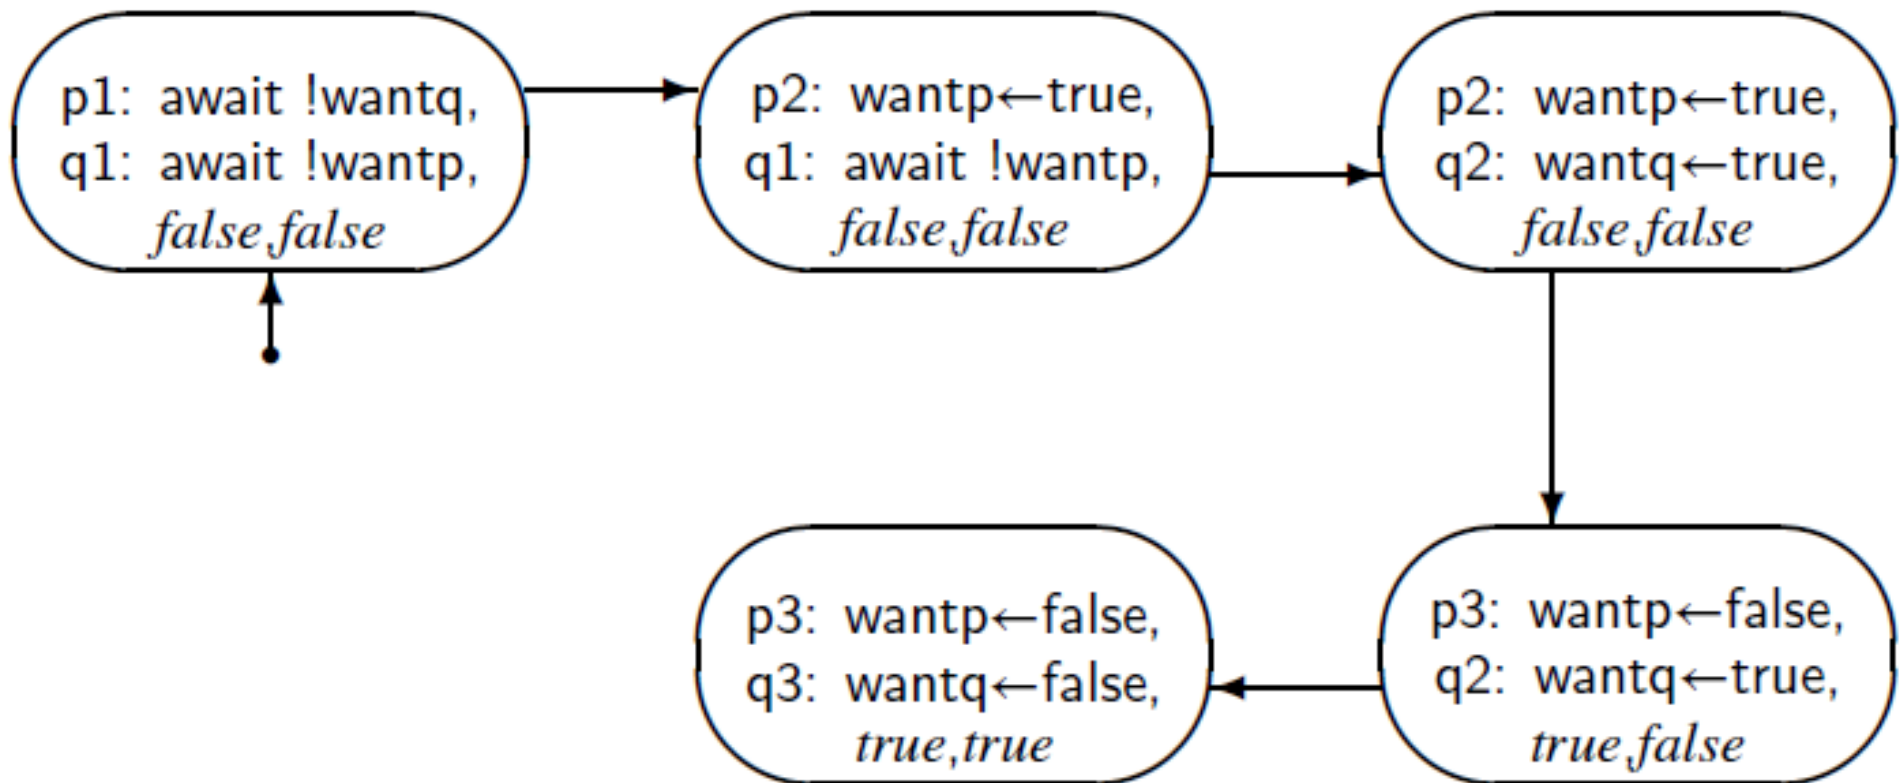 p1: await !wantq,
q1: await !wantp,
false,false
p2: wantp←true,
q1: await !wantp,
false,false
p2: wantp←true,
q2: wantq←true,
false,false
p3: wantp←false,
q3: wantq←false,
true,true
p3: wantp←false,
q2: wantq←true,
true,false